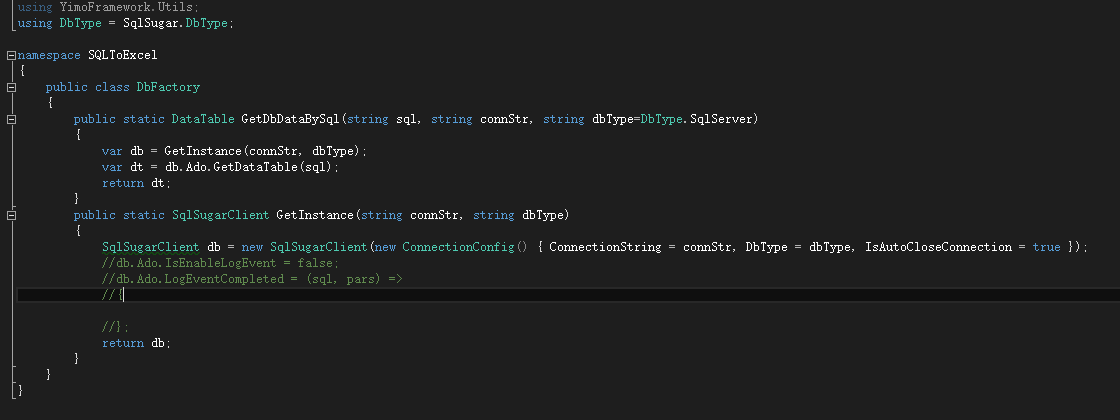 using YimoFramework.Utils;
using DbType = SqlSugar.DbType;
namespace SQLToExcel
{
public class DbFactory
{
public static DataTable GetDbDataBySql(string sql, string connStr, string dbType=DbType.SqlServer)
{
var db = GetInstance(connStr, dbType);
var dt = db.Ado.GetDataTable(sql);
return dt;
}
public static SqlSugarClient GetInstance(string connStr, string dbType)
{
SqlSugarClient db = new SqlSugarClient(new ConnectionConfig() { ConnectionString = connStr, DbType = dbType, IsAutoCloseConnection = true });
//db.Ado.IsEnableLogEvent = false;
//db.Ado.LogEventCompleted = (sql, pars) =>
//{
//};
return db;
}
}
}